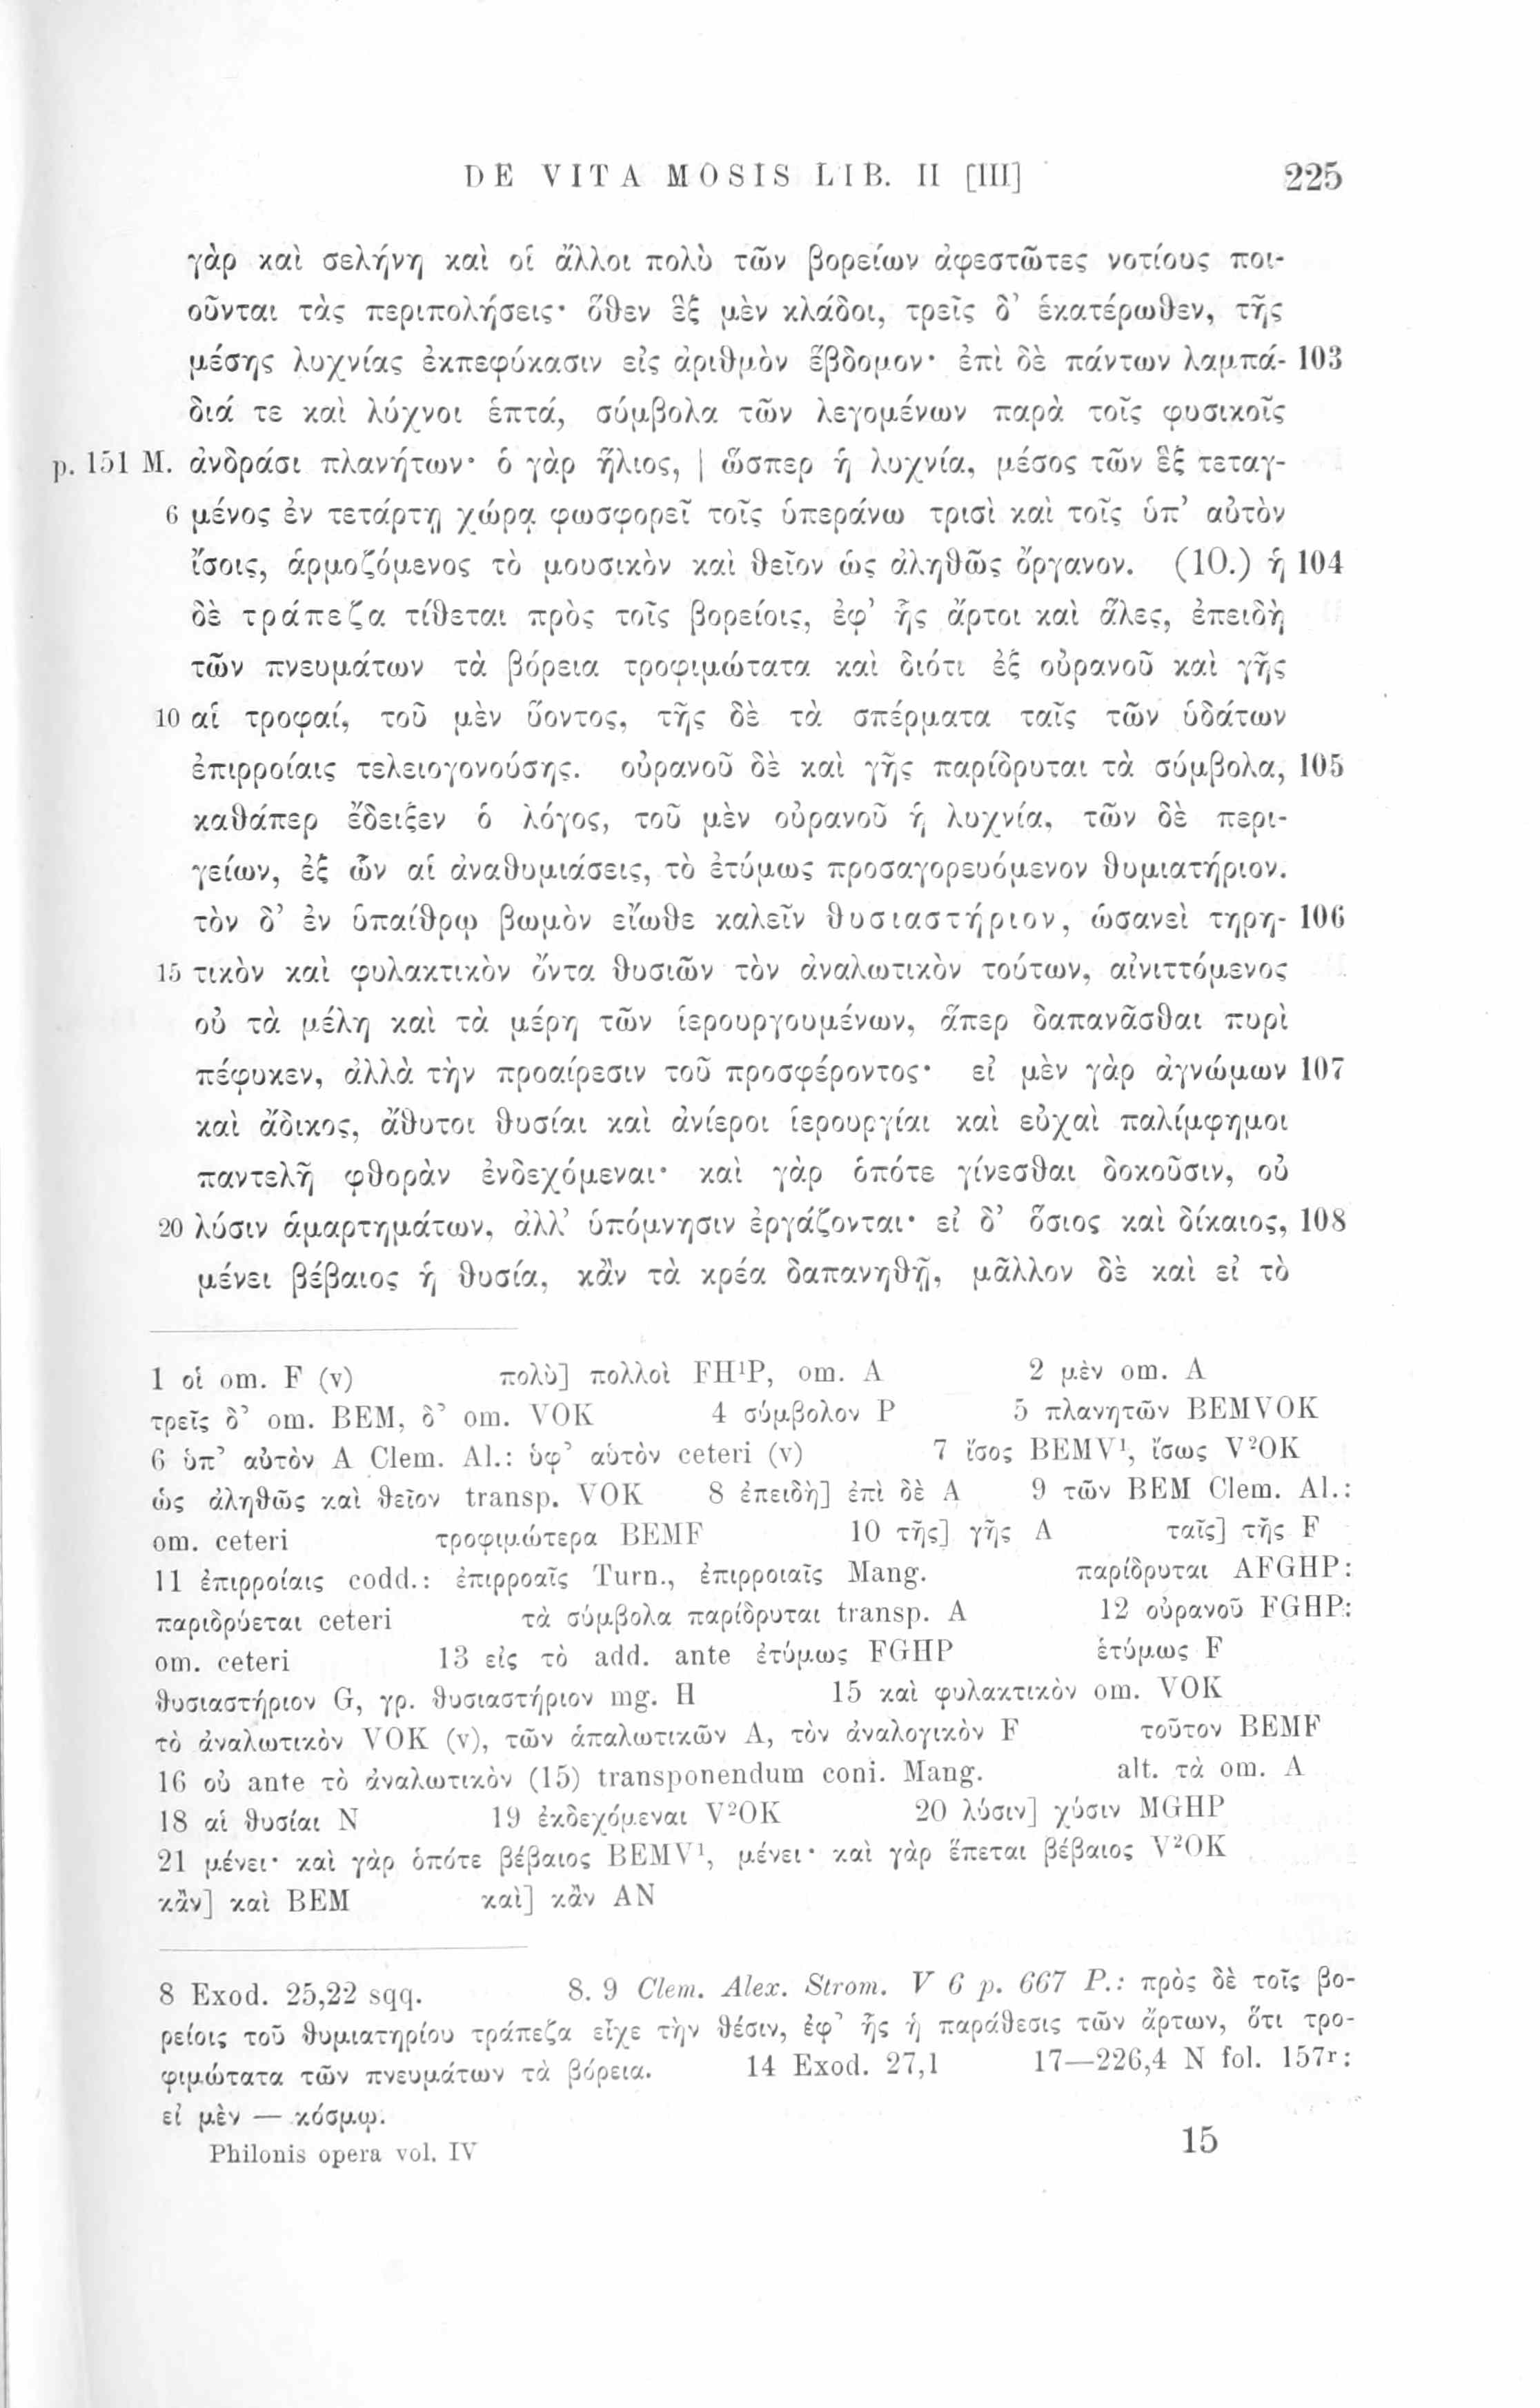 DE VITA MOSIS LIB. II [III] 225
γὰρ καὶ σελήνη καὶ οἱ ἄλλοι πολὺ τῶν βορείων ἀφεστῶτες νοτίους ποι-
οῦνται τὰς περιπολήσεις· ὅθεν ἓξ μὲν κλάδοι, τρεῖς δ’ ἑκατέρωθεν, τῆς
μέσης λυχνίας ἐκπεφύκασιν εἰς ἀριθμὸν ἕβδομον· ἐπὶ δὲ πάντων λαμπά- 103
διά τε καὶ λύχνοι ἑπτά, σύμβολα τῶν λεγομένων παρὰ τοῖς φυσικοῖς
p. 151 M. ἀνδράσι πλανήτων· ὁ γὰρ ἥλιος, | ὥσπερ ἡ λυχνία, μέσος τῶν ἓξ τεταγ-
6 μένος ἐν τετάρτῃ χώρᾳ φωσφορεῖ τοῖς ὑπεράνω τρισὶ καὶ τοῖς ὑπ’ αὐτὸν
ἴσοις, ἁρμοζόμενος τὸ μουσικὸν καὶ θεῖον ὡς ἀληθῶς ὄργανον. (10.) ἡ 104
δὲ τράπεζα τίθεται πρὸς τοῖς βορείοις, ἐφ’ ἧς ἄρτοι καὶ ἅλες, ἐπειδὴ
τῶν πνευμάτων τὰ βόρεια τροφιμώτατα καὶ διότι ἐξ οὐρανοῦ καὶ γῆς
10 αἱ τροφαί, τοῦ μὲν ὕοντος, τῆς δὲ τὰ σπέρματα ταῖς τῶν ὑδάτων
ἐπιρροίαις τελειογονούσης. οὐρανοῦ δὲ καὶ γῆς παρίδρυται τὰ σύμβολα, 105
καθάπερ ἔδειξεν ὁ λόγος, τοῦ μὲν οὐρανοῦ ἡ λυχνία, τῶν δὲ περι-
γείων, ἐξ ὧν αἱ ἀναθυμιάσεις, τὸ ἐτύμως προσαγορευόμενον θυμιατήριον.
τὸν δ’ ἐν ὑπαίθρῳ βωμὸν εἴωθε καλεῖν θυσιαστήριον, ὡσανεὶ τηρη- 106
15 τικὸν καὶ φυλακτικὸν ὄντα θυσιῶν τὸν ἀναλωτικὸν τούτων, αἰνιττόμενος
οὐ τὰ μέλη καὶ τὰ μέρη τῶν ἱερουργουμένων, ἅπερ δαπανᾶσθαι πυρὶ
πέφυκεν, ἀλλὰ τὴν προαίρεσιν τοῦ προσφέροντος· εἰ μὲν γὰρ ἀγνώμων 107
καὶ ἄδικος, ἄθυτοι θυσίαι καὶ ἀνίεροι ἱερουργίαι καὶ εὐχαὶ παλίμφημοι
παντελῆ φθορὰν ἐνδεχόμεναι· καὶ γὰρ ὁπότε γίνεσθαι δοκοῦσιν, οὐ
20 λύσιν ἁμαρτημάτων, ἀλλ’ ὑπόμνησιν ἐργάζονται· εἰ δ’ ὅσιος καὶ δίκαιος, 108
μένει βέβαιος ἡ θυσία, κἂν τὰ κρέα δαπανηθῇ, μᾶλλον δὲ καὶ εἰ τὸ
1 οἱ om. F (v) πολὺ] πολλοὶ FH¹P, om. A 2 μὲν om. A
τρεῖς δ’ om. BEM, δ’ om. VOK 4 σύμβολον P 5 πλανητῶν BEMVOK
6 ὑπ’ αὐτὸν A Clem. Al.: ὑφ’ αὑτὸν ceteri (v) 7 ἴσος BEMV¹, ἴσως V²OK
ὡς ἀληθῶς καὶ θεῖον transp. VOK 8 ἐπειδὴ] ἐπὶ δὲ A 9 τῶν BEM Clem. Al.:
om. ceteri τροφιμώτερα BEMF 10 τῆς] γῆς A ταῖς] τῆς F
11 ἐπιρροίαις codd.: ἐπιρροαῖς Turn., ἐπιρροιαῖς Mang. παρίδρυται AFGHP:
παριδρύεται ceteri τὰ σύμβολα παρίδρυται transp. A 12 οὐρανοῦ FGHP:
om. ceteri 13 εἰς τὸ add. ante ἐτύμως FGHP ἑτύμως F
θυσιαστήριον G, γρ. θυσιαστήριον mg. H 15 καὶ φυλακτικὸν om. VOK
τὸ ἀναλωτικὸν VOK (v), τῶν ἁπαλωτικῶν A, τὸν ἀναλογικὸν F τοῦτον BEMF
16 οὐ ante τὸ ἀναλωτικὸν (15) transponendum coni. Mang. alt. τὰ om. A
18 αἱ θυσίαι N 19 ἐκδεχόμεναι V²OK 20 λύσιν] χύσιν MGHP
21 μένει· καὶ γὰρ ὁπότε βέβαιος BEMV¹, μένει· καὶ γὰρ ἕπεται βέβαιος V²OK
κἂν] καὶ BEM καὶ] κἂν AN
8 Exod. 25,22 sqq. 8. 9 Clem. Alex. Strom. V 6 p. 667 P.: πρὸς δὲ τοῖς βο-
ρείοις τοῦ θυμιατηρίου τράπεζα εἶχε τὴν θέσιν, ἐφ’ ἧς ἡ παράθεσις τῶν ἄρτων, ὅτι τρο-
φιμώτατα τῶν πνευμάτων τὰ βόρεια. 14 Exod. 27,1 17—226,4 N fol. 157r:
εἰ μὲν — κόσμῳ.
Philonis opera vol. IV 15